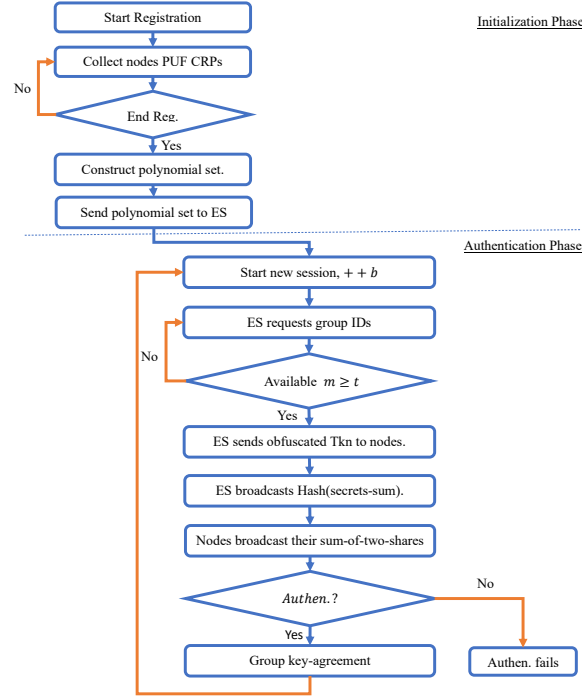 Start Registration
Initialization Phase
Collect nodes PUF CRPs
No
End Reg.
Yes
Construct polynomial set.
Send polynomial set to ES
Authentication Phase
Start new session, + + b
ES requests group IDs
No
Available m ≥ t
Yes
ES sends obfuscated Tkn to nodes.
ES broadcasts Hash(secrets-sum).
Nodes broadcast their sum-of-two-shares
No
Authen.?
Yes
Group key-agreement
Authen. fails